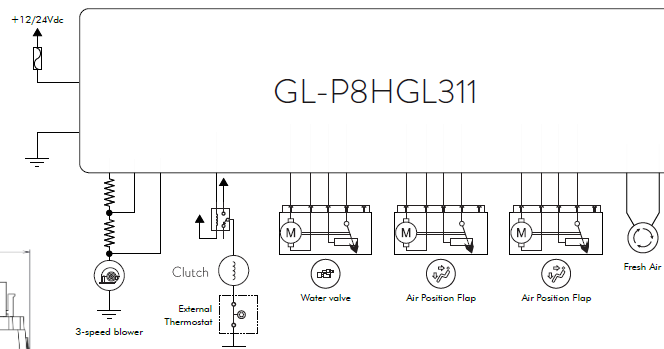 +12/24Vdc
GL-P8HGL311
M
M
M
Clutch
Fresh Air
External
Thermostat
Water valve
Air Position Flap
Air Position Flap
3-speed blower